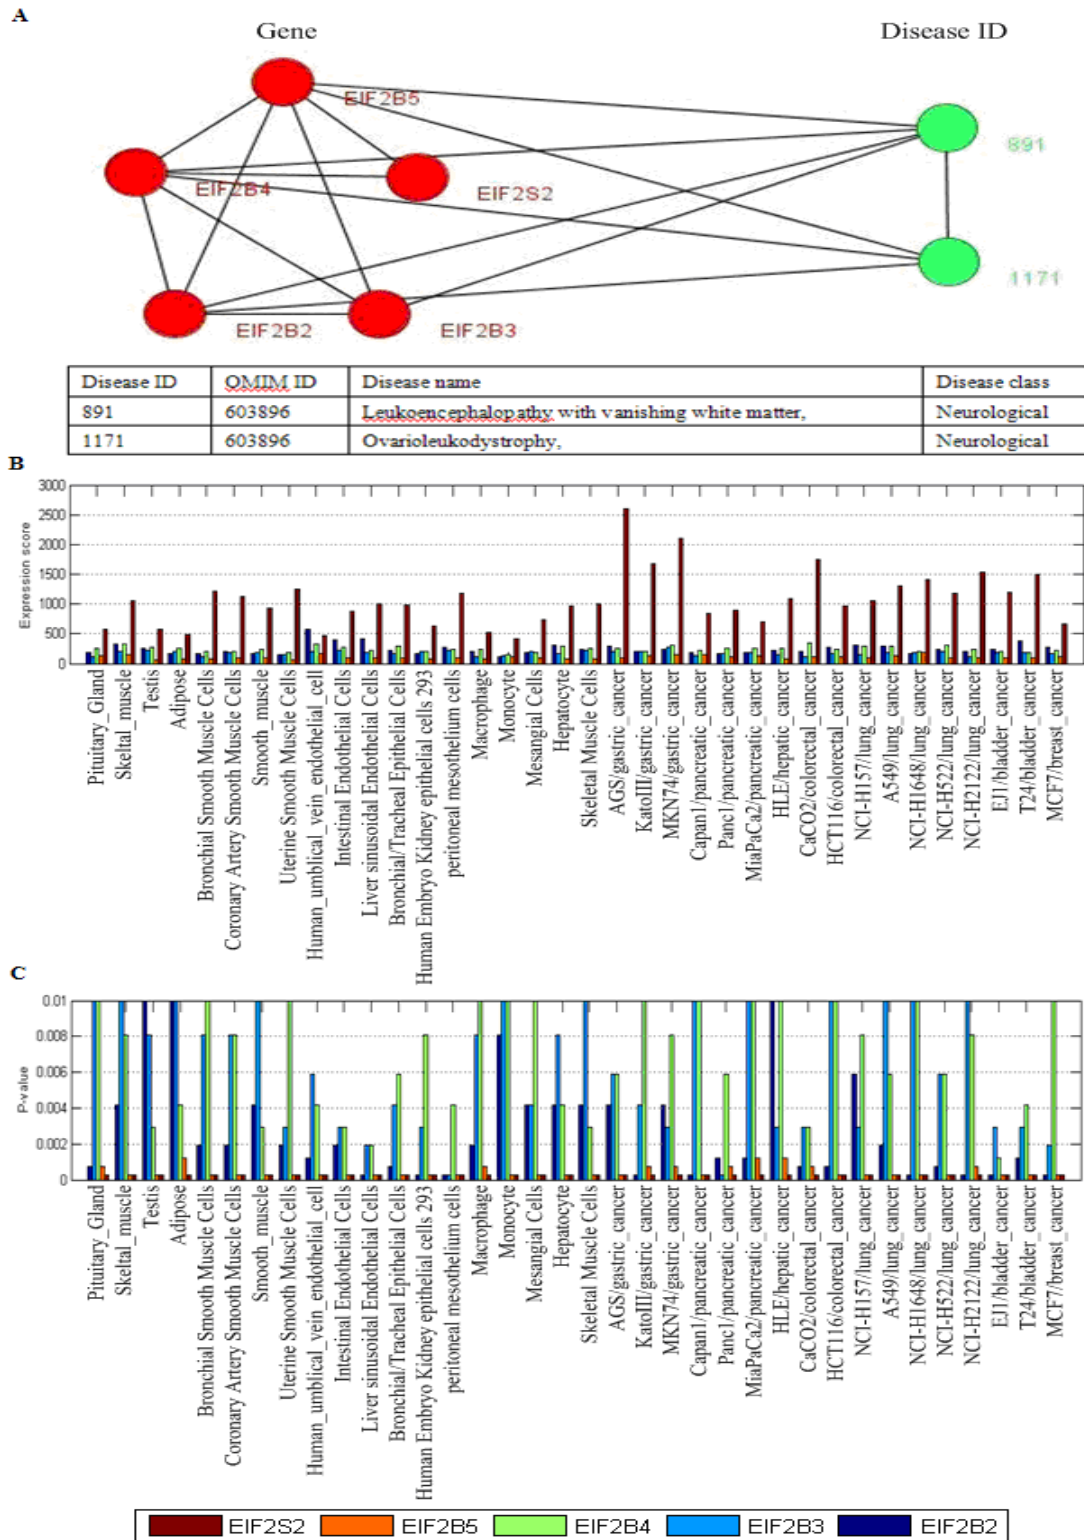 A
Gene
Disease ID
EIF2B5
891
EIF2B4
EIF2S2
1171
EIF2B2
EIF2B3
Disease ID OMIM ID Disease name Disease class
891 603896 Leukoencephalopathy with vanishing white matter, Neurological
1171 603896 Ovarioleukodystrophy, Neurological
B
Expression score
3000
2500
2000
1500
1000
500
0
Pituitary_Gland
Skeltal_muscle
Testis
Adipose
Bronchial Smooth Muscle Cells
Coronary Artery Smooth Muscle Cells
Smooth_muscle
Uterine Smooth Muscle Cells
Human_umblical_vein_endothelial_cell
Intestinal Endothelial Cells
Liver sinusoidal Endothelial Cells
Bronchial/Tracheal Epithelial Cells
Human Embryo Kidney epithelial cells 293
peritoneal mesothelium cells
Macrophage
Monocyte
Mesangial Cells
Hepatocyte
Skeletal Muscle Cells
AGS/gastric_cancer
KatoIII/gastric_cancer
MKN74/gastric_cancer
Capan1/pancreatic_cancer
Panc1/pancreatic_cancer
MiaPaCa2/pancreatic_cancer
HLE/hepatic_cancer
CaCO2/colorectal_cancer
HCT116/colorectal_cancer
NCI-H157/lung_cancer
A549/lung_cancer
NCI-H1648/lung_cancer
NCI-H522/lung_cancer
NCI-H2122/lung_cancer
EJ1/bladder_cancer
T24/bladder_cancer
MCF7/breast_cancer
C
P-value
0.01
0.008
0.006
0.004
0.002
0
Pituitary_Gland
Skeltal_muscle
Testis
Adipose
Bronchial Smooth Muscle Cells
Coronary Artery Smooth Muscle Cells
Smooth_muscle
Uterine Smooth Muscle Cells
Human_umblical_vein_endothelial_cell
Intestinal Endothelial Cells
Liver sinusoidal Endothelial Cells
Bronchial/Tracheal Epithelial Cells
Human Embryo Kidney epithelial cells 293
peritoneal mesothelium cells
Macrophage
Monocyte
Mesangial Cells
Hepatocyte
Skeletal Muscle Cells
AGS/gastric_cancer
KatoIII/gastric_cancer
MKN74/gastric_cancer
Capan1/pancreatic_cancer
Panc1/pancreatic_cancer
MiaPaCa2/pancreatic_cancer
HLE/hepatic_cancer
CaCO2/colorectal_cancer
HCT116/colorectal_cancer
NCI-H157/lung_cancer
A549/lung_cancer
NCI-H1648/lung_cancer
NCI-H522/lung_cancer
NCI-H2122/lung_cancer
EJ1/bladder_cancer
T24/bladder_cancer
MCF7/breast_cancer
EIF2S2 EIF2B5 EIF2B4 EIF2B3 EIF2B2